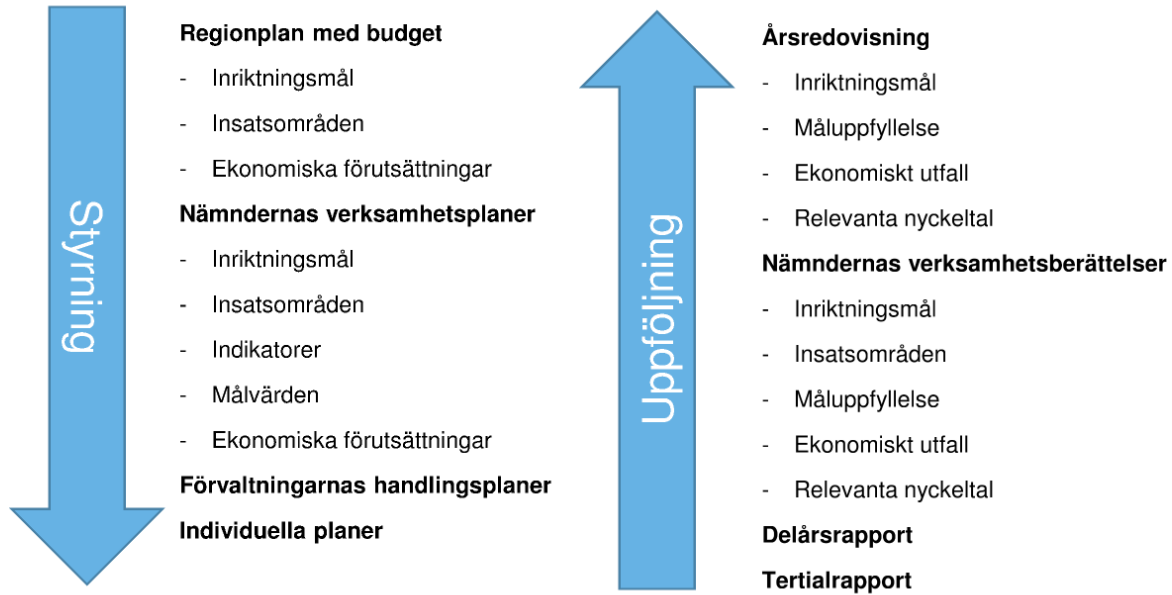 Styrning
Regionplan med budget
- Inriktningsmål
- Insatsområden
- Ekonomiska förutsättningar
Nämndernas verksamhetsplaner
- Inriktningsmål
- Insatsområden
- Indikatorer
- Målvärden
- Ekonomiska förutsättningar
Förvaltningarnas handlingsplaner
Individuella planer
Uppföljning
Årsredovisning
- Inriktningsmål
- Måluppfyllelse
- Ekonomiskt utfall
- Relevanta nyckeltal
Nämndernas verksamhetsberättelser
- Inriktningsmål
- Insatsområden
- Måluppfyllelse
- Ekonomiskt utfall
- Relevanta nyckeltal
Delårsrapport
Tertialrapport